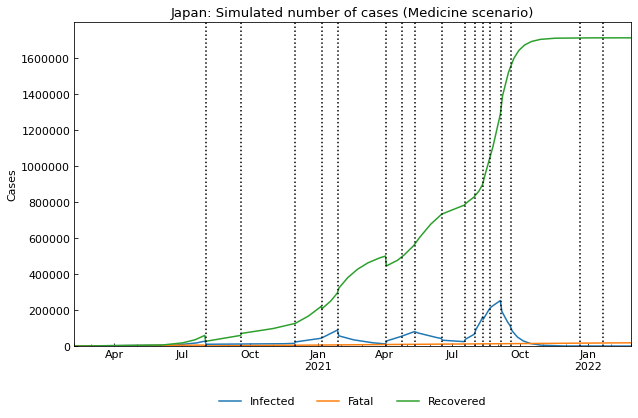 Japan: Simulated number of cases (Medicine scenario)
1600000
1400000
1200000
1000000
800000
600000
400000
200000
0
Cases
Apr Jul Oct Jan Apr Jul Oct Jan
2021 2022
Infected Fatal Recovered